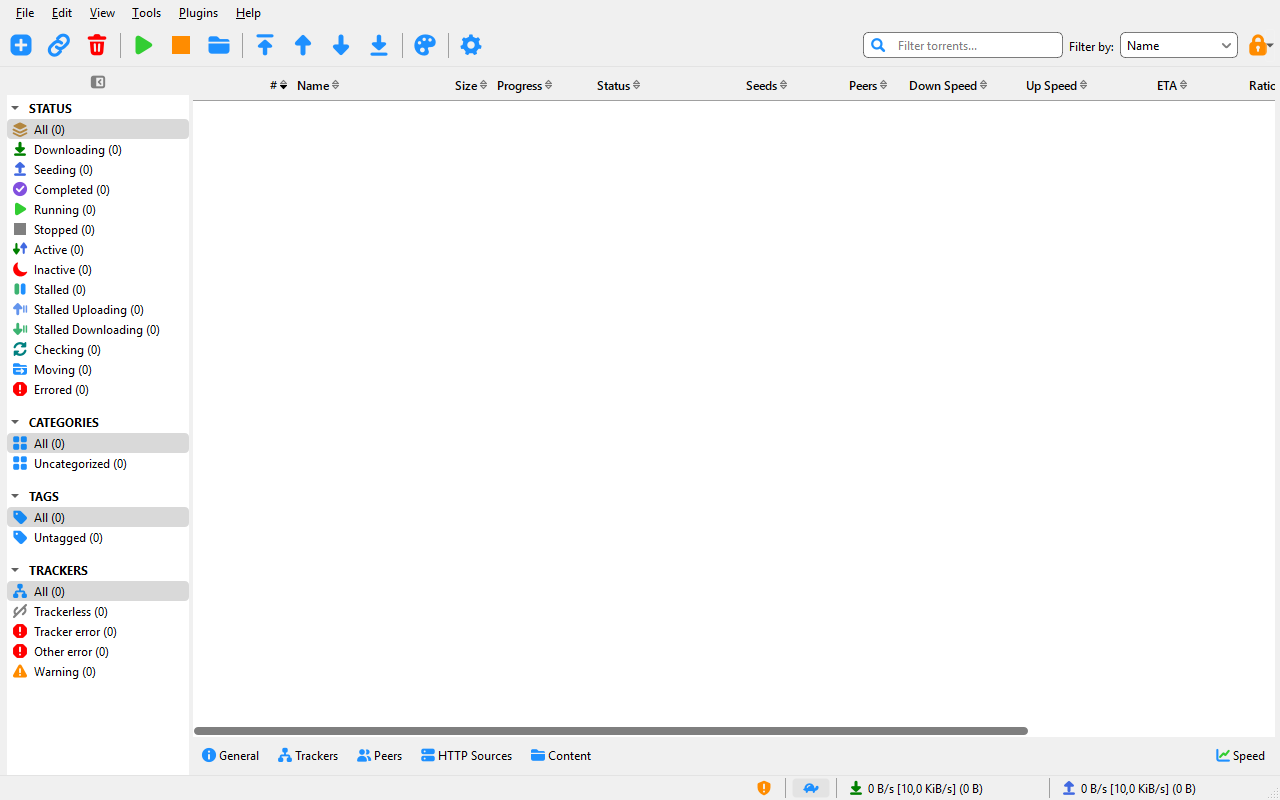 File Edit View Tools Plugins Help
Filter torrents... Filter by: Name
# Name Size Progress Status Seeds Peers Down Speed Up Speed ETA Ratio
STATUS
All (0)
Downloading (0)
Seeding (0)
Completed (0)
Running (0)
Stopped (0)
Active (0)
Inactive (0)
Stalled (0)
Stalled Uploading (0)
Stalled Downloading (0)
Checking (0)
Moving (0)
Errored (0)
CATEGORIES
All (0)
Uncategorized (0)
TAGS
All (0)
Untagged (0)
TRACKERS
All (0)
Trackerless (0)
Tracker error (0)
Other error (0)
Warning (0)
General Trackers Peers HTTP Sources Content Speed
0 B/s [10,0 KiB/s] (0 B) 0 B/s [10,0 KiB/s] (0 B)